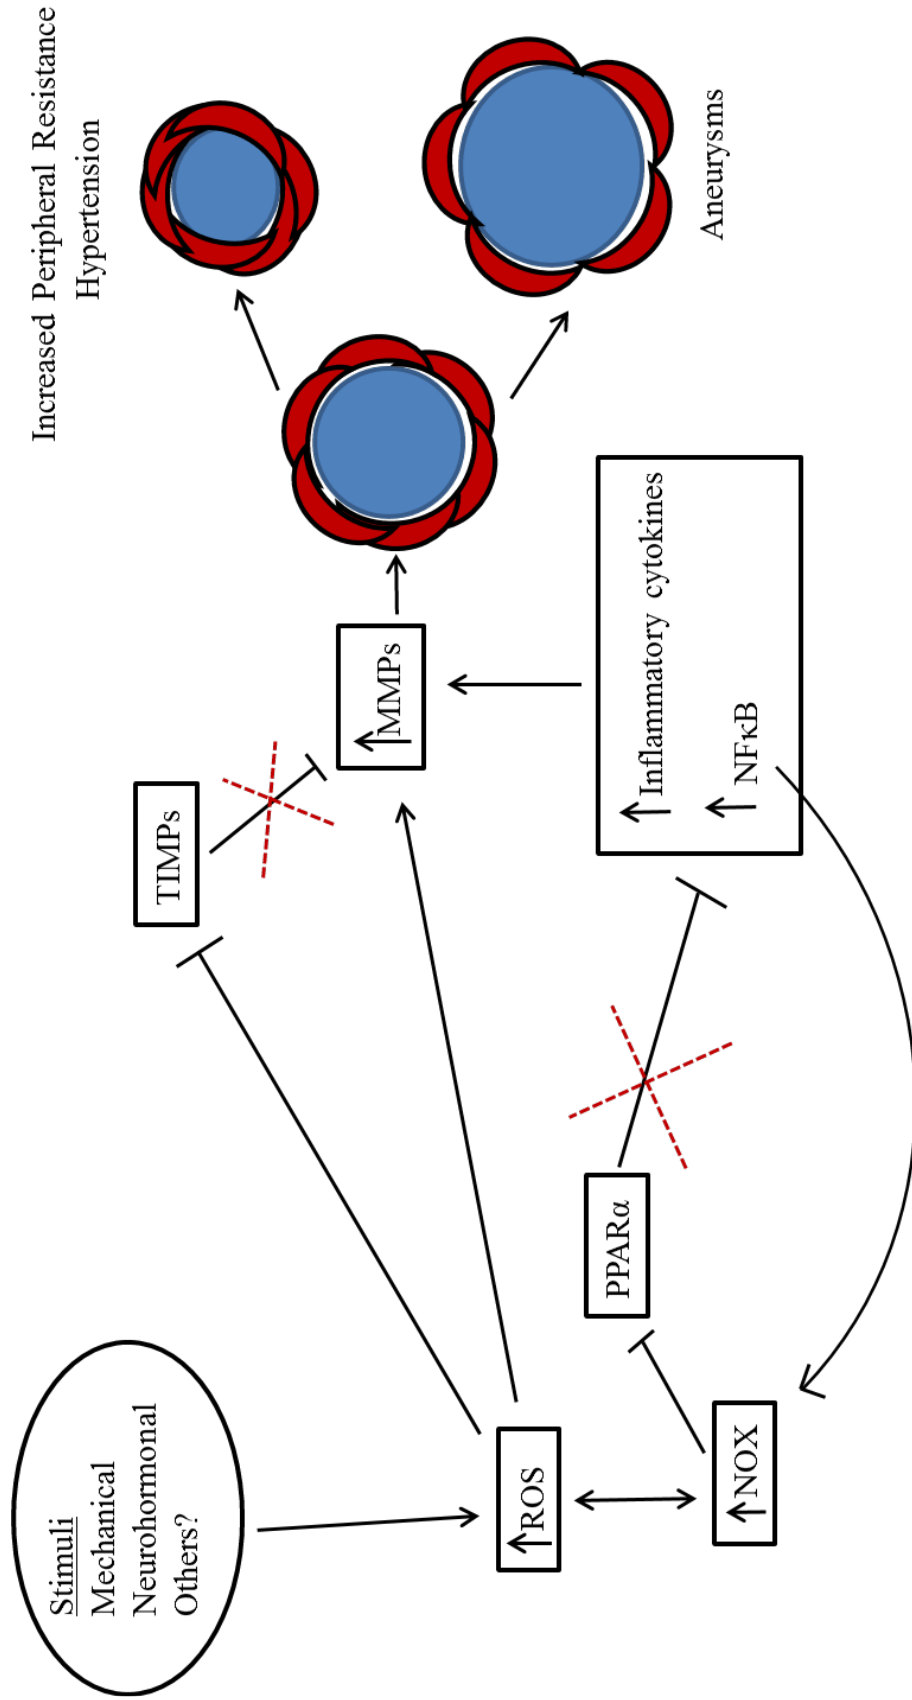 Stimuli
Mechanical
Neurohormonal
Others?
↑ROS
↑NOX
PPARα
TIMPs
↑MMPs
↑Inflammatory cytokines
↑ NFκB
Increased Peripheral Resistance
Hypertension
Aneurysms